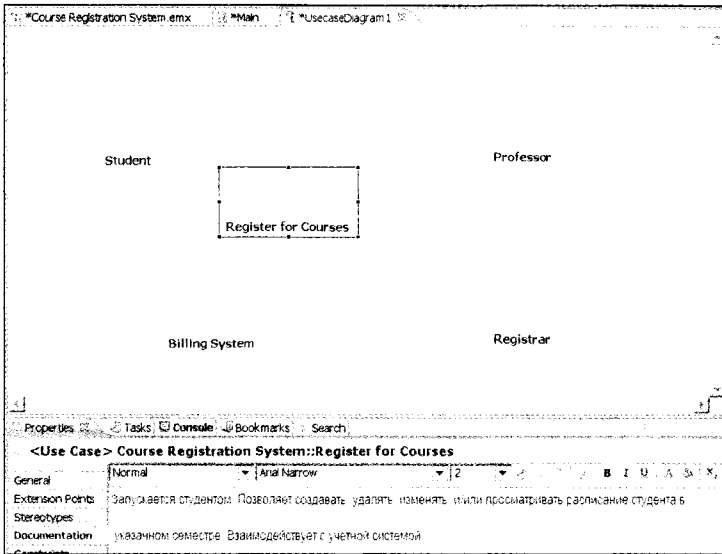 *Course Registration System.emx *Main *UsecaseDiagram1
Student Professor
Register for Courses
Billing System Registrar
Properties Tasks Console Bookmarks Search
<Use Case> Course Registration System::Register for Courses
Normal Arial Narrow 2 B I U A
General
Extension Points Запускается студентом. Позволяет создавать, удалять, изменять и/или просматривать расписание студента в
Stereotypes
Documentation указанном семестре. Взаимодействует с учетной системой
Constraints